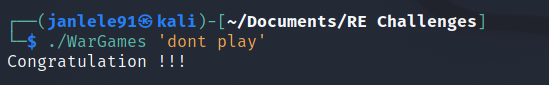 ┌──(janlele91㉿kali)-[~/Documents/RE Challenges]
└─$ ./WarGames 'dont play'
Congratulation !!!